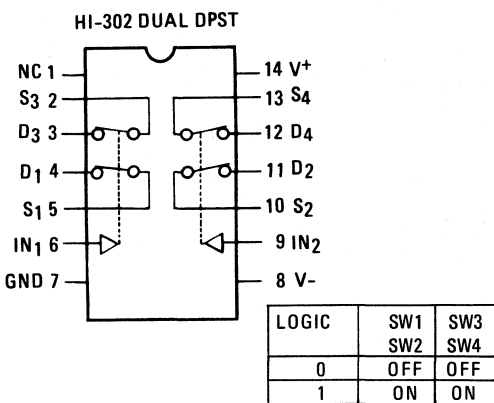 HI-302 DUAL DPST
NC 1
14 V+
S3 2
13 S4
D3 3
12 D4
D1 4
11 D2
S1 5
10 S2
IN1 6
9 IN2
GND 7
8 V-
LOGIC SW1 SW3
SW2 SW4
0 OFF OFF
1 ON ON